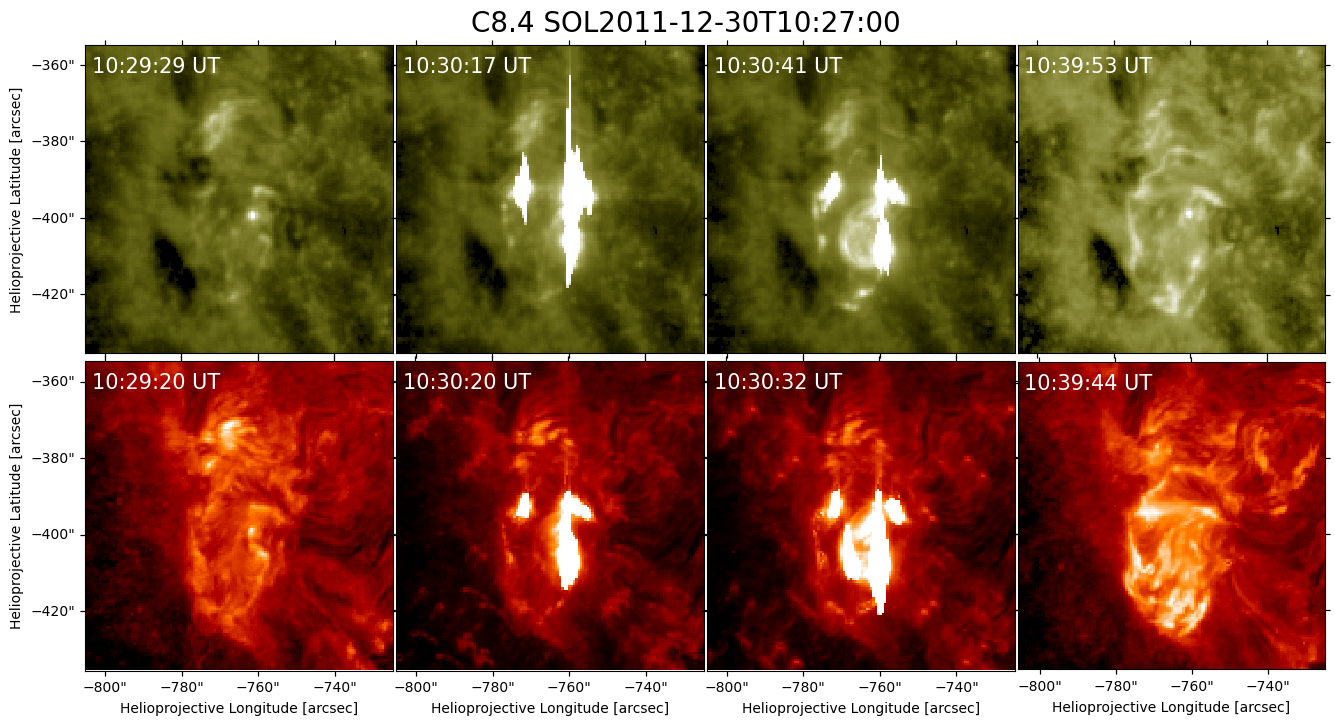 C8.4 SOL2011-12-30T10:27:00
10:29:29 UT
10:30:17 UT
10:30:41 UT
10:39:53 UT
Helioprojective Latitude [arcsec]
−360"
−380"
−400"
−420"
10:29:20 UT
10:30:20 UT
10:30:32 UT
10:39:44 UT
Helioprojective Latitude [arcsec]
−360"
−380"
−400"
−420"
−800" −780" −760" −740" −800" −780" −760" −740" −800" −780" −760" −740" −800" −780" −760" −740"
Helioprojective Longitude [arcsec] Helioprojective Longitude [arcsec] Helioprojective Longitude [arcsec] Helioprojective Longitude [arcsec]